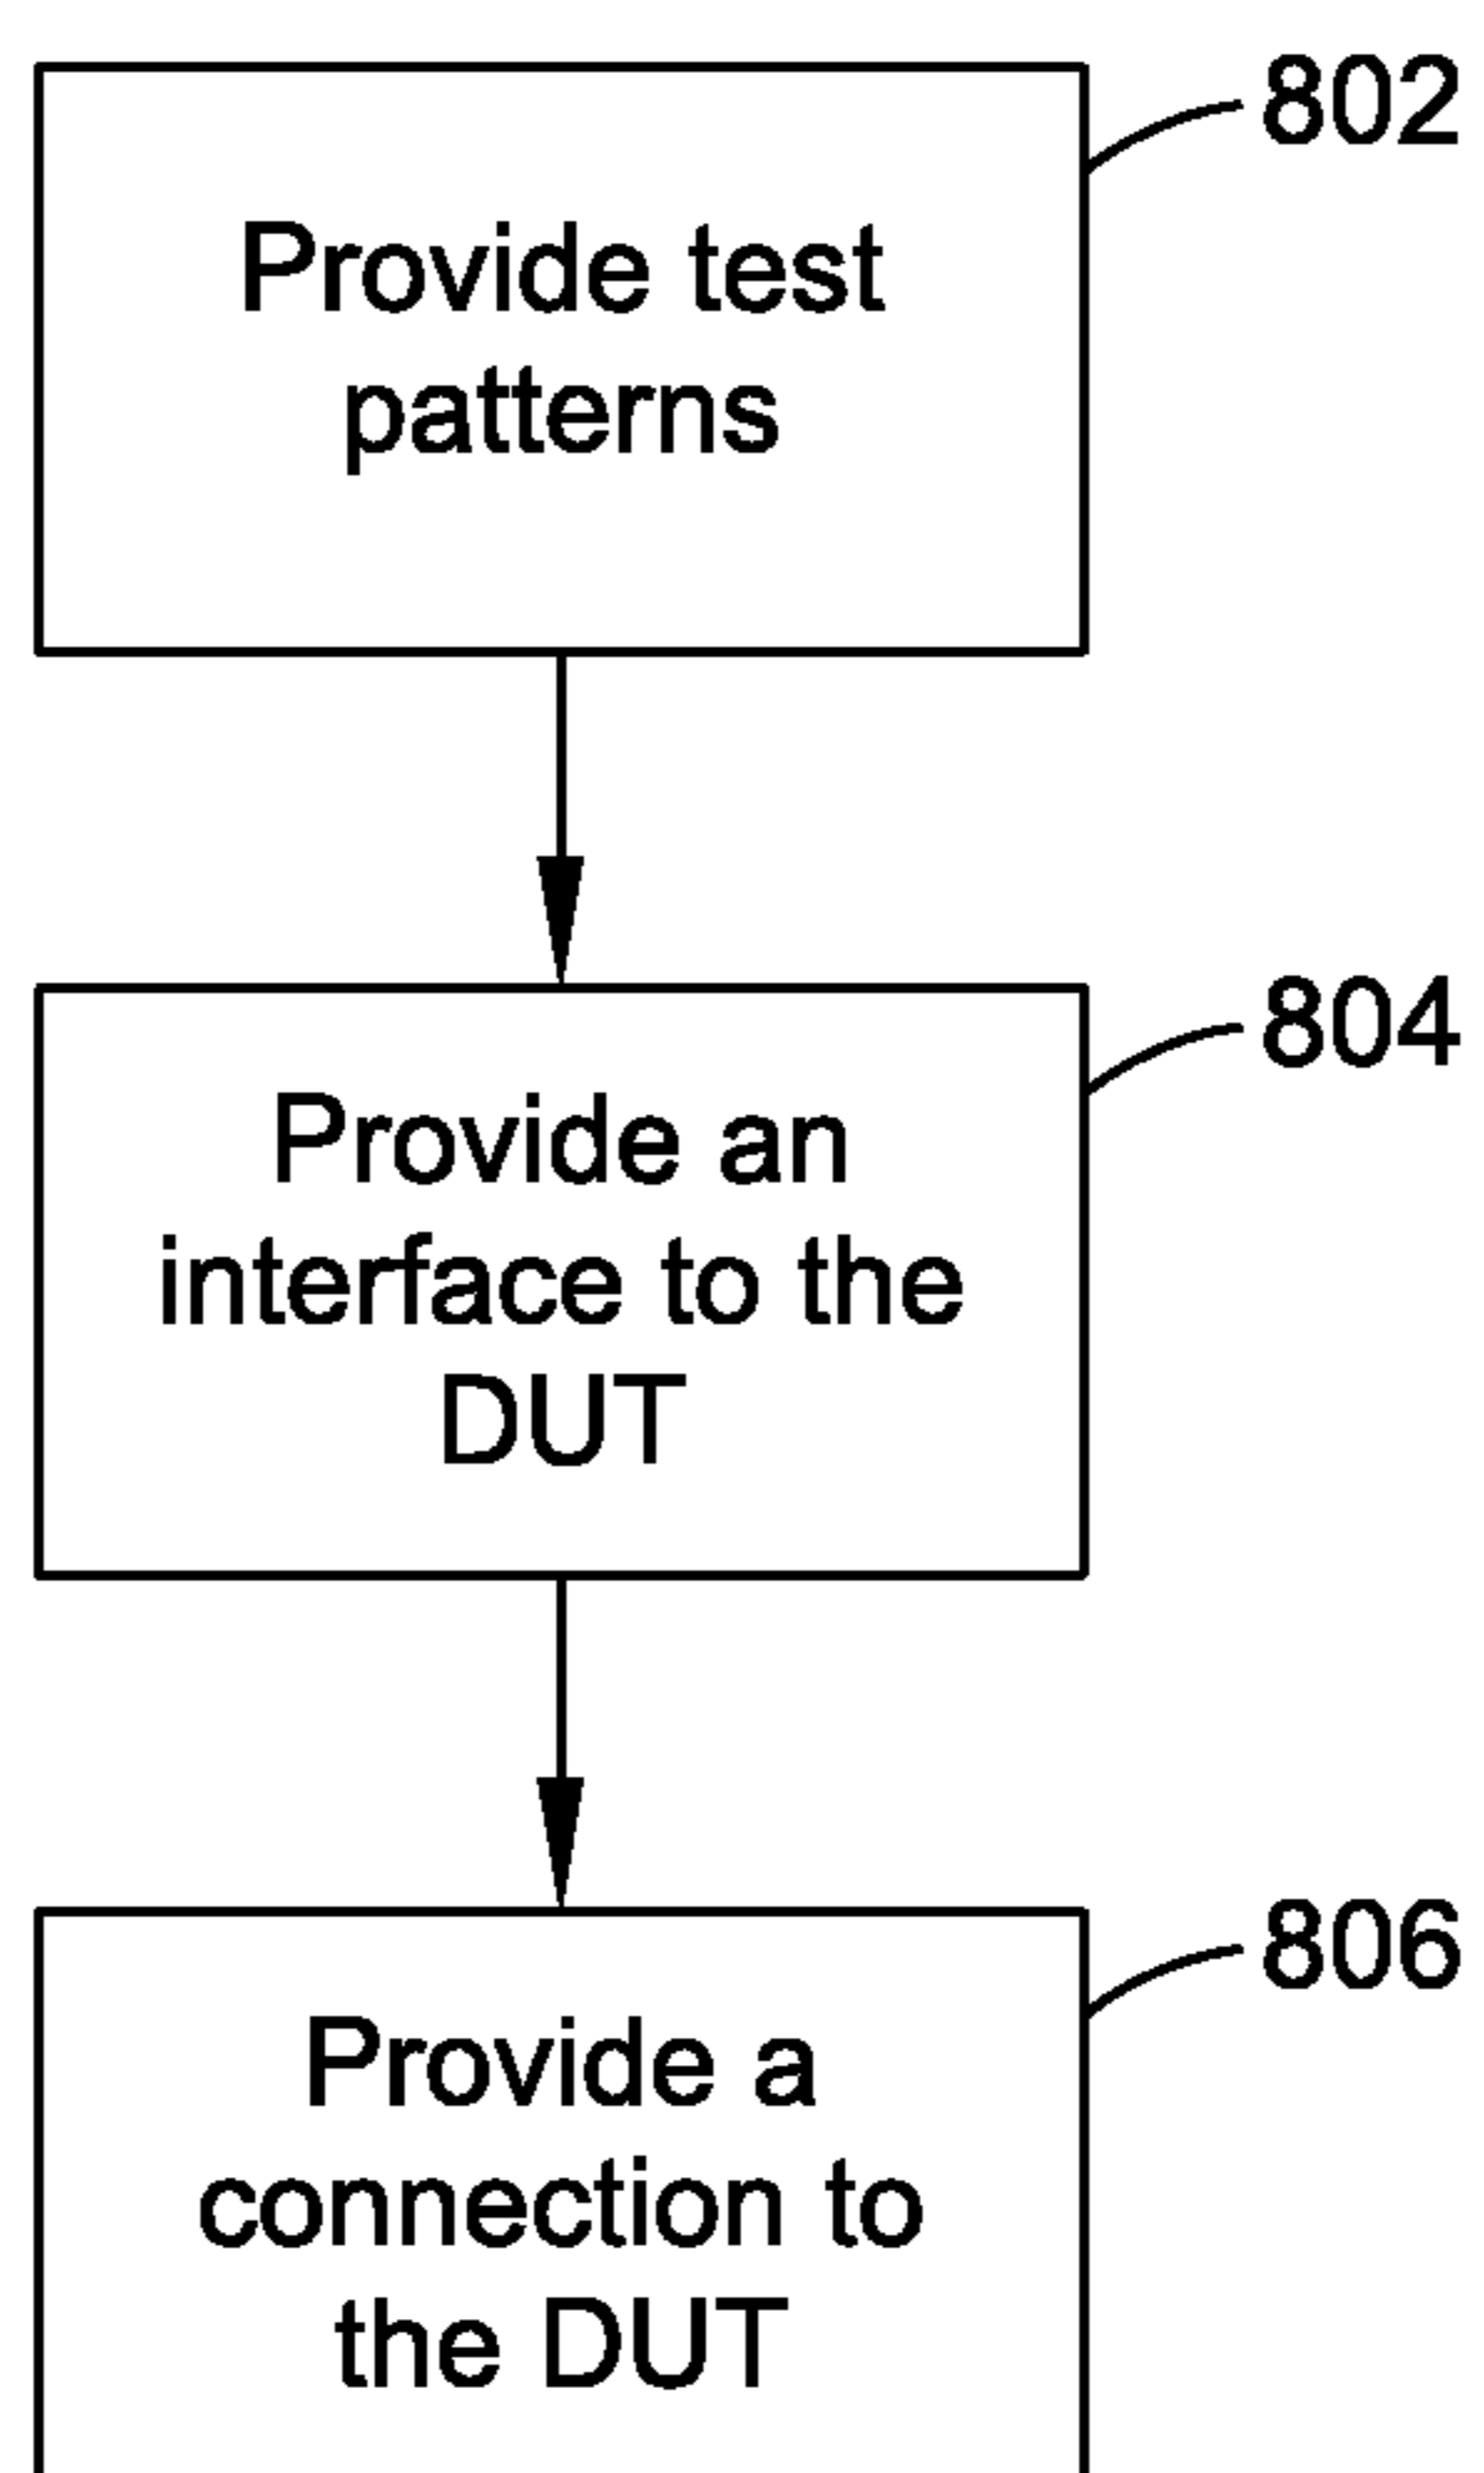 802
Provide test
patterns
804
Provide an
interface to the
DUT
806
Provide a
connection to
the DUT